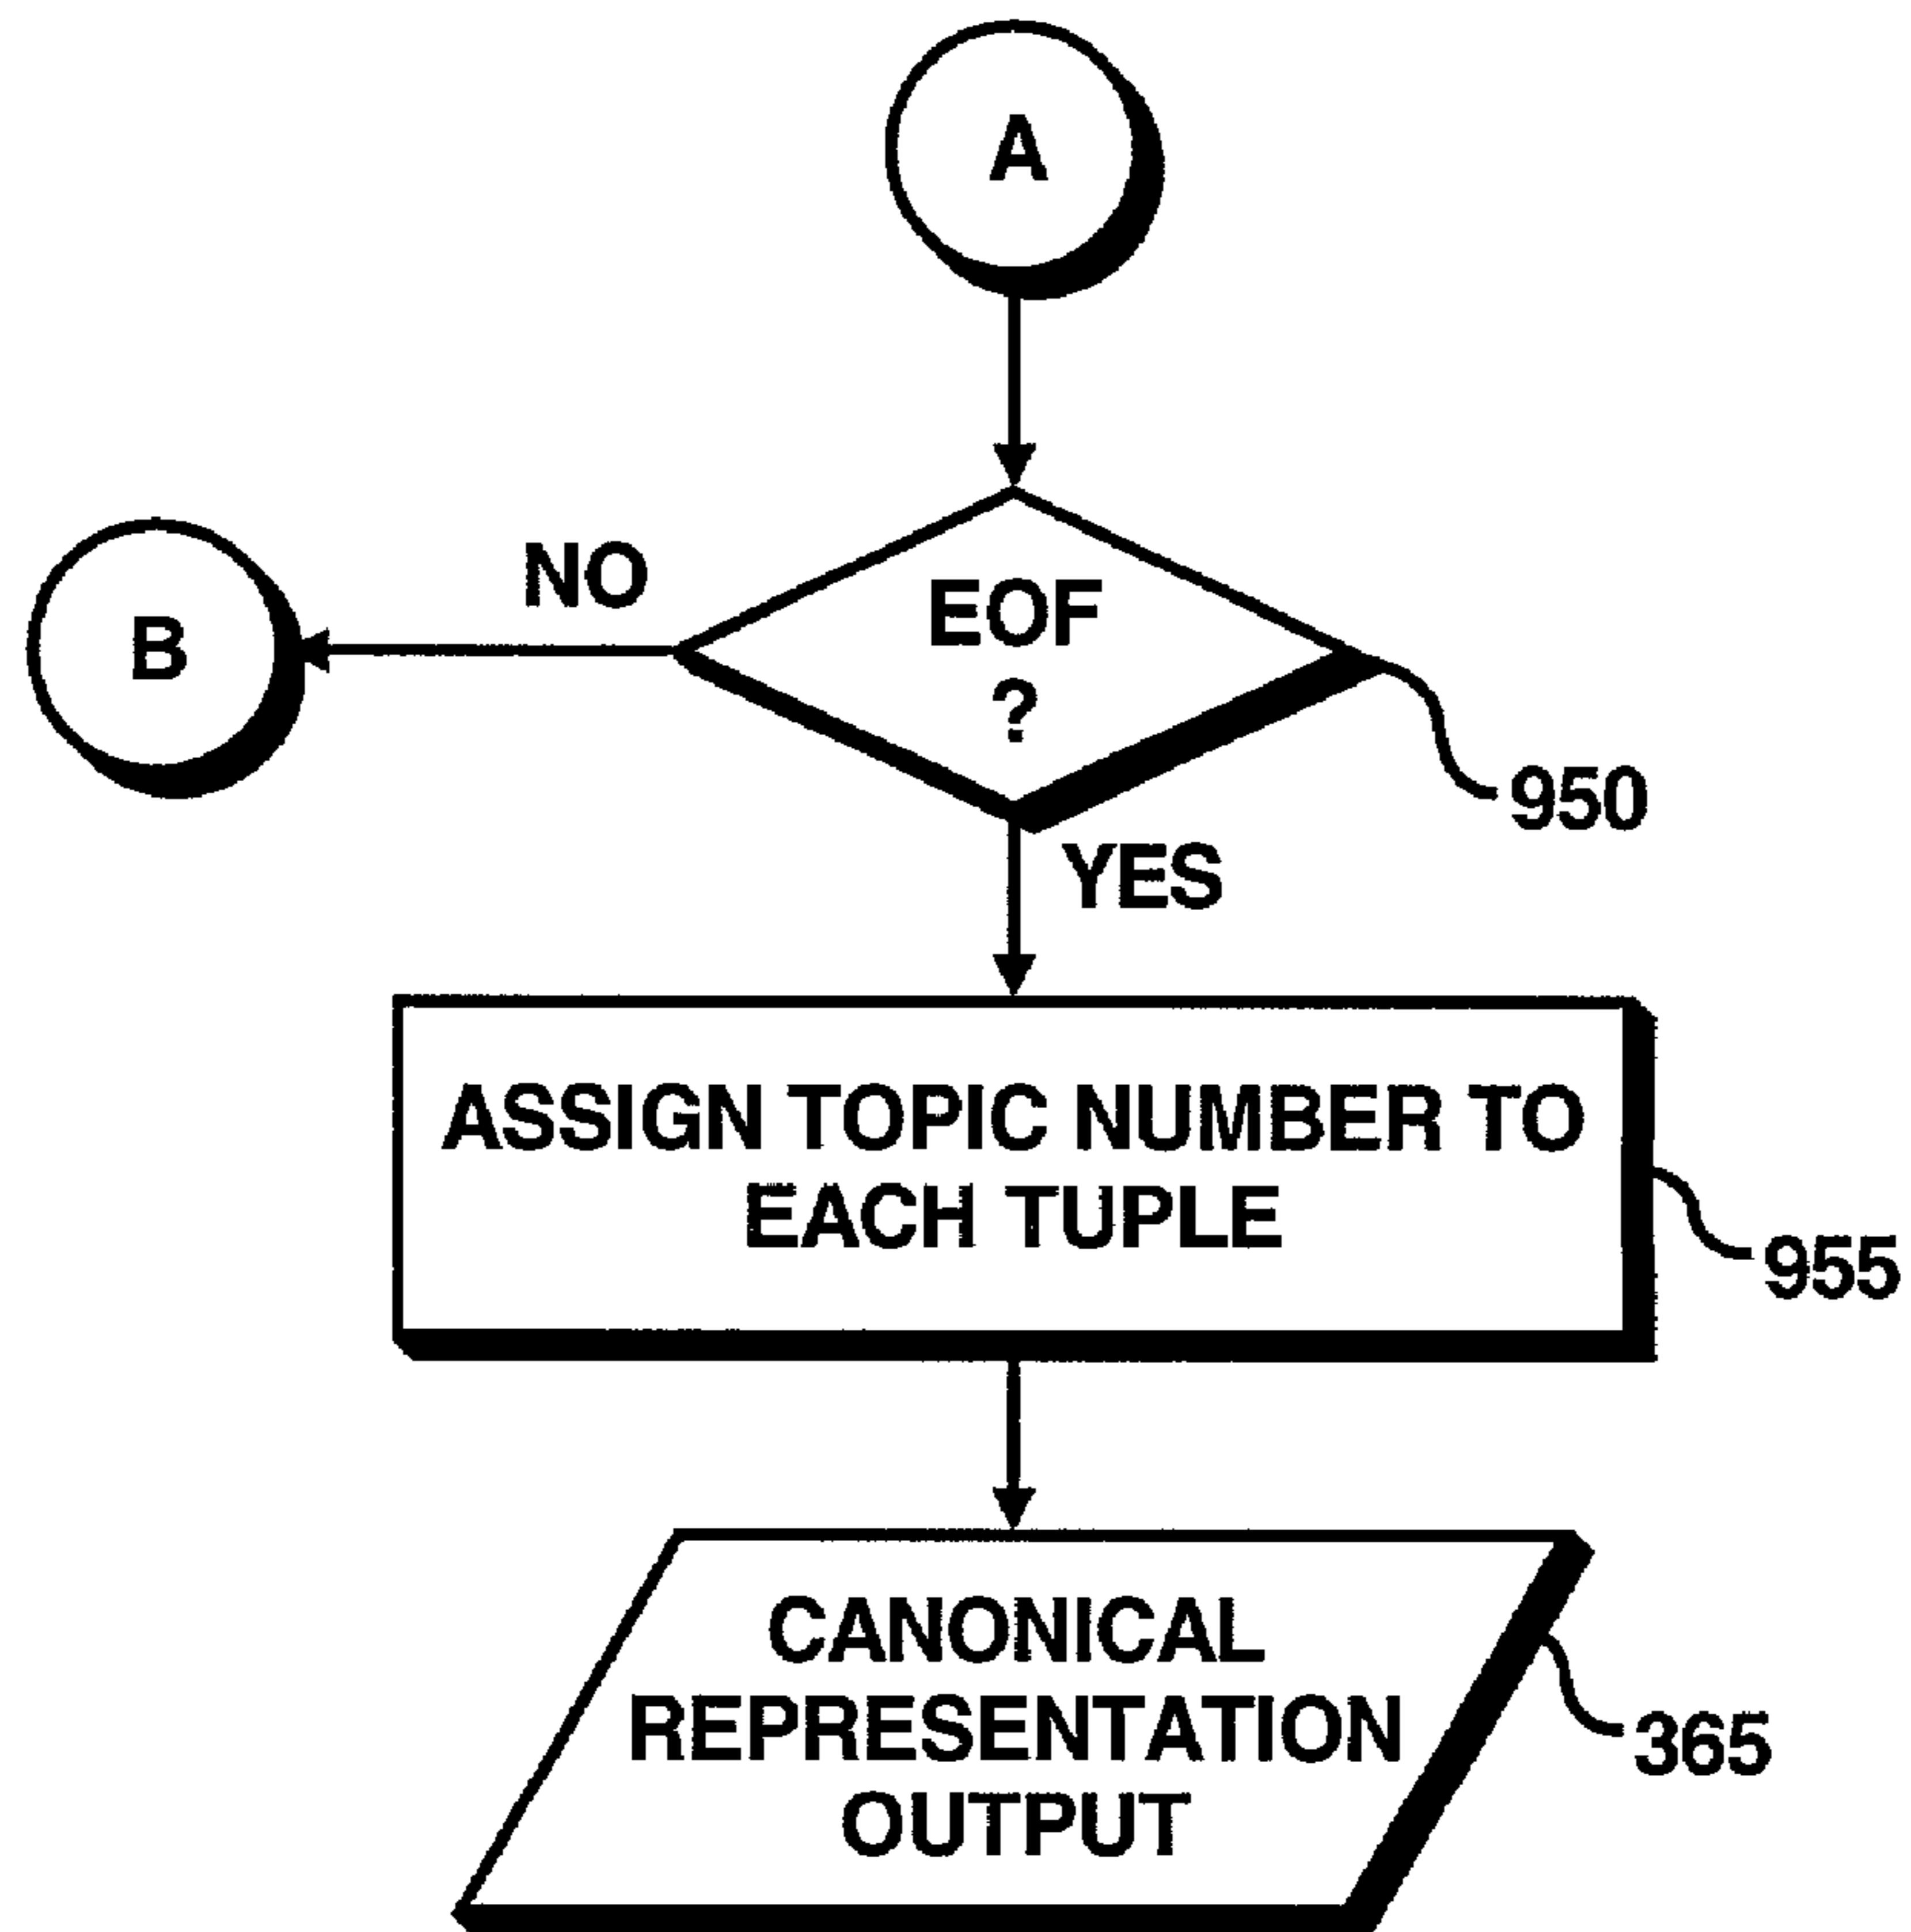 A
NO
B
EOF
?
950
YES
ASSIGN TOPIC NUMBER TO
EACH TUPLE
955
CANONICAL
REPRESENTATION
OUTPUT
365